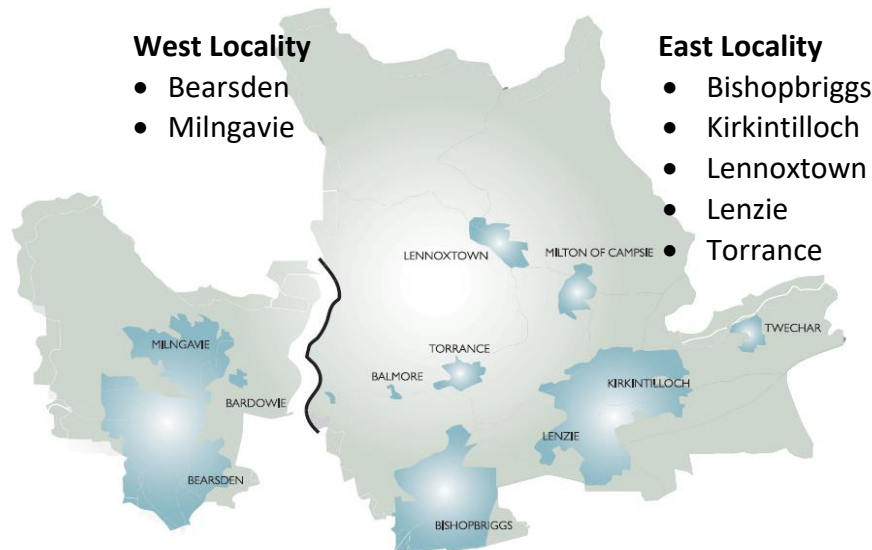 West Locality
• Bearsden
• Milngavie
East Locality
• Bishopbriggs
• Kirkintilloch
• Lennoxtown
• Lenzie
• Torrance
LENNOXTOWN
MILTON OF CAMPSIE
TWECHAR
MILNGAVIE
TORRANCE
BALMORE
KIRKINTILLOCH
BARDOWIE
LENZIE
BEARSDEN
BISHOPBRIGGS